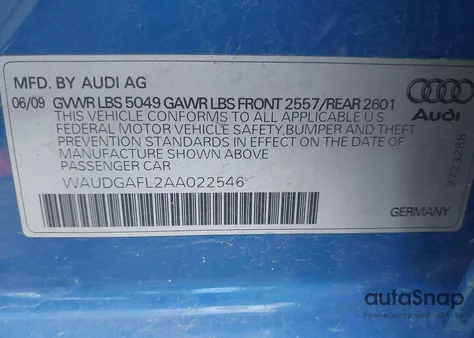 MFD. BY AUDI AG
06/09 GVWR LBS 5049 GAWR LBS FRONT 2557/REAR 2601
THIS VEHICLE CONFORMS TO ALL APPLICABLE
FEDERAL MOTOR VEHICLE SAFETY,BUMPER AND THEFT
PREVENTION STANDARDS IN EFFECT ON THE DATE OF
MANUFACTURE SHOWN ABOVE
PASSENGER CAR
WAUDGAFL2AA022546
Audi
GERMANY
autaSnap